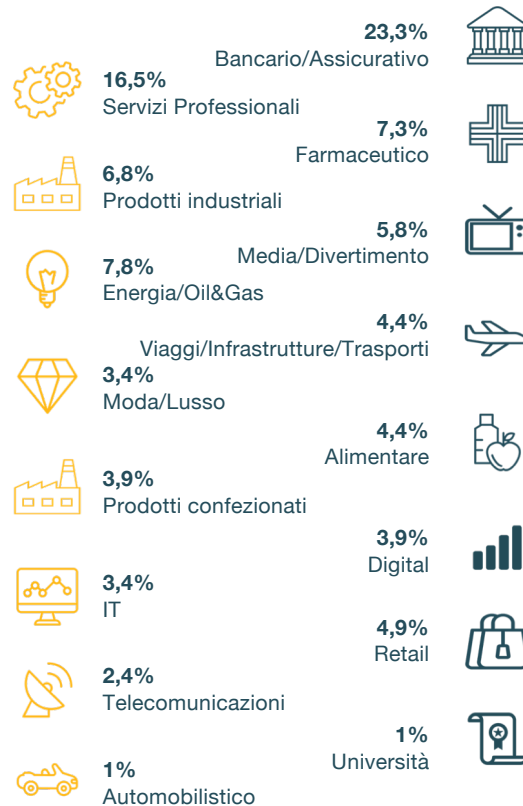 23,3%
Bancario/Assicurativo
16,5%
Servizi Professionali
7,3%
Farmaceutico
6,8%
Prodotti industriali
5,8%
Media/Divertimento
7,8%
Energia/Oil&Gas
4,4%
Viaggi/Infrastrutture/Trasporti
3,4%
Moda/Lusso
4,4%
Alimentare
3,9%
Prodotti confezionati
3,9%
Digital
3,4%
IT
4,9%
Retail
2,4%
Telecomunicazioni
1%
Università
1%
Automobilistico